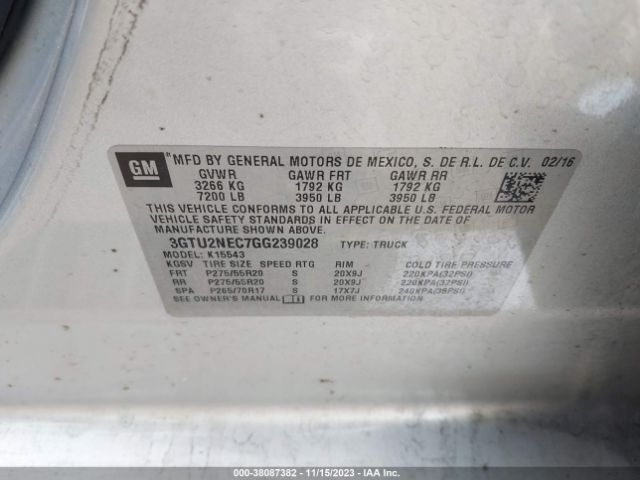 GM
MFD BY GENERAL MOTORS DE MEXICO, S. DE R.L. DE C.V. 02/16
GVWR GAWR FRT GAWR RR
3266 KG 1792 KG 1792 KG
7200 LB 3950 LB 3950 LB
THIS VEHICLE CONFORMS TO ALL APPLICABLE U.S. FEDERAL MOTOR
VEHICLE SAFETY STANDARDS IN EFFECT ON THE DATE OF
MANUFACTURE SHOWN ABOVE.
3GTU2NEC7GG239028 TYPE: TRUCK
MODEL: K15543
KGSV TIRE SIZE SPEED RTG RIM COLD TIRE PRESSURE
FRT P275/55R20 S 20X9J 220KPA(32PSI)
RR P275/55R20 S 20X9J 220KPA(32PSI)
SPA P265/70R17 S 17X7J 240KPA(35PSI)
SEE OWNER'S MANUAL FOR MORE INFORMATION
000-38087382 - 11/15/2023 - IAA Inc.